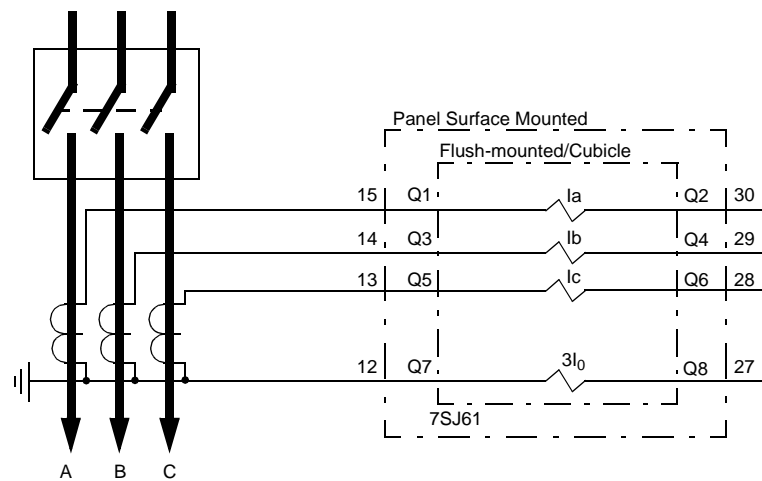 Panel Surface Mounted
Flush-mounted/Cubicle
15 Q1 Ia Q2 30
14 Q3 Ib Q4 29
13 Q5 Ic Q6 28
12 Q7 3I0 Q8 27
7SJ61
A B C